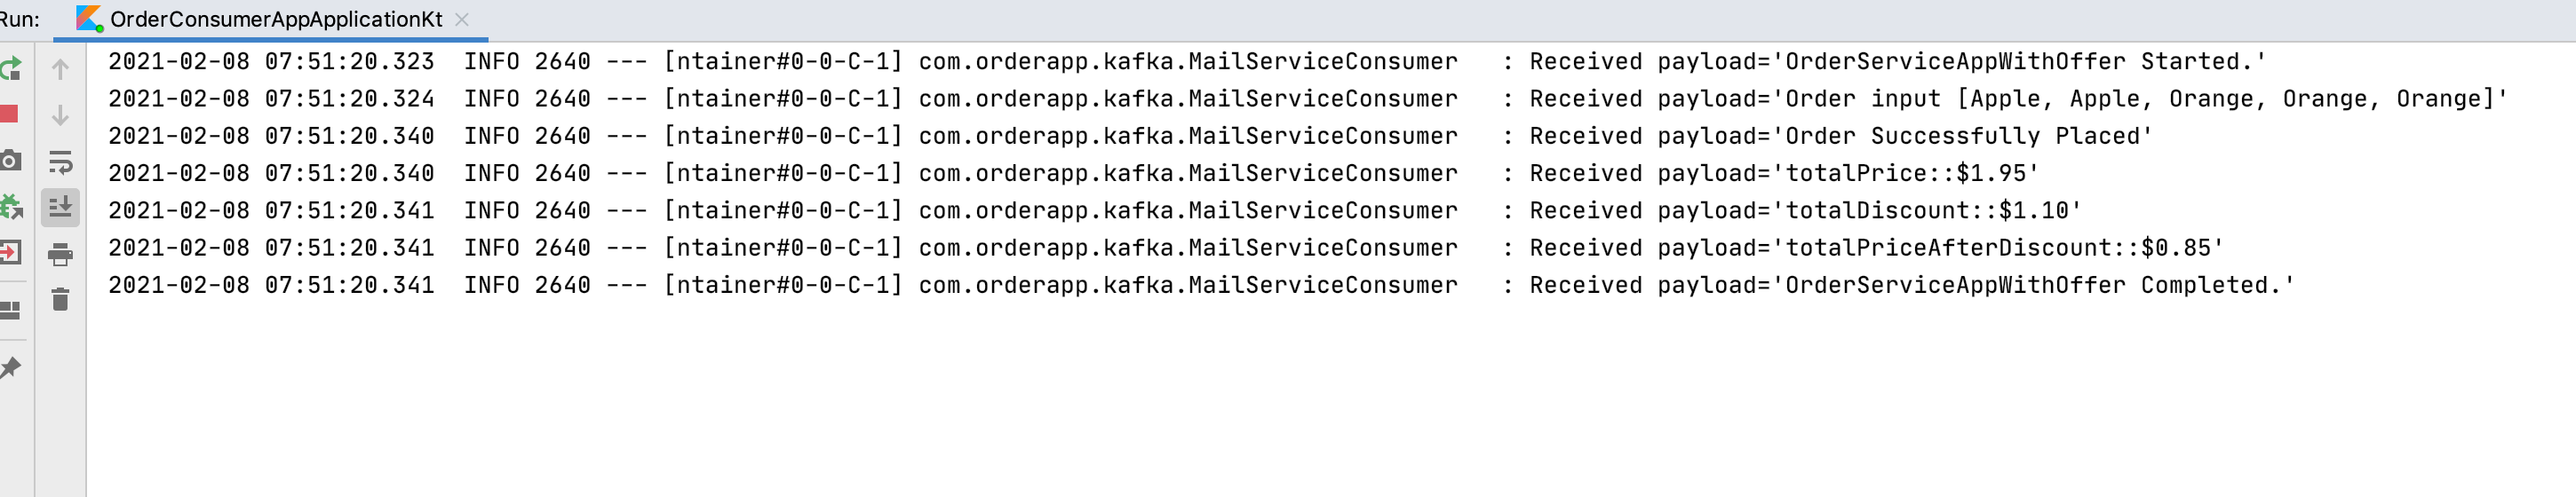 Run: OrderConsumerAppApplicationKt
2021-02-08 07:51:20.323  INFO 2640 --- [ntainer#0-0-C-1] com.orderapp.kafka.MailServiceConsumer   : Received payload='OrderServiceAppWithOffer Started.'
2021-02-08 07:51:20.324  INFO 2640 --- [ntainer#0-0-C-1] com.orderapp.kafka.MailServiceConsumer   : Received payload='Order input [Apple, Apple, Orange, Orange, Orange]'
2021-02-08 07:51:20.340  INFO 2640 --- [ntainer#0-0-C-1] com.orderapp.kafka.MailServiceConsumer   : Received payload='Order Successfully Placed'
2021-02-08 07:51:20.340  INFO 2640 --- [ntainer#0-0-C-1] com.orderapp.kafka.MailServiceConsumer   : Received payload='totalPrice::$1.95'
2021-02-08 07:51:20.341  INFO 2640 --- [ntainer#0-0-C-1] com.orderapp.kafka.MailServiceConsumer   : Received payload='totalDiscount::$1.10'
2021-02-08 07:51:20.341  INFO 2640 --- [ntainer#0-0-C-1] com.orderapp.kafka.MailServiceConsumer   : Received payload='totalPriceAfterDiscount::$0.85'
2021-02-08 07:51:20.341  INFO 2640 --- [ntainer#0-0-C-1] com.orderapp.kafka.MailServiceConsumer   : Received payload='OrderServiceAppWithOffer Completed.'